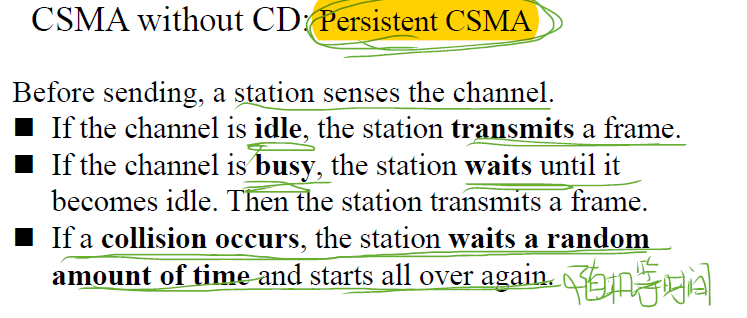 CSMA without CD: Persistent CSMA
Before sending, a station senses the channel.
■ If the channel is idle, the station transmits a frame.
■ If the channel is busy, the station waits until it
becomes idle. Then the station transmits a frame.
■ If a collision occurs, the station waits a random
amount of time and starts all over again. 随机等时间